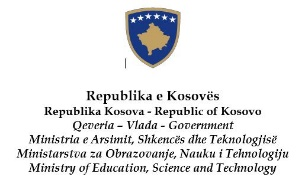 Republika e Kosovës
Republika Kosova - Republic of Kosovo
Qeveria – Vlada - Government
Ministria e Arsimit, Shkencës dhe Teknologjisë
Ministarstva za Obrazovanje, Nauku i Tehnologiju
Ministry of Education, Science and Technology